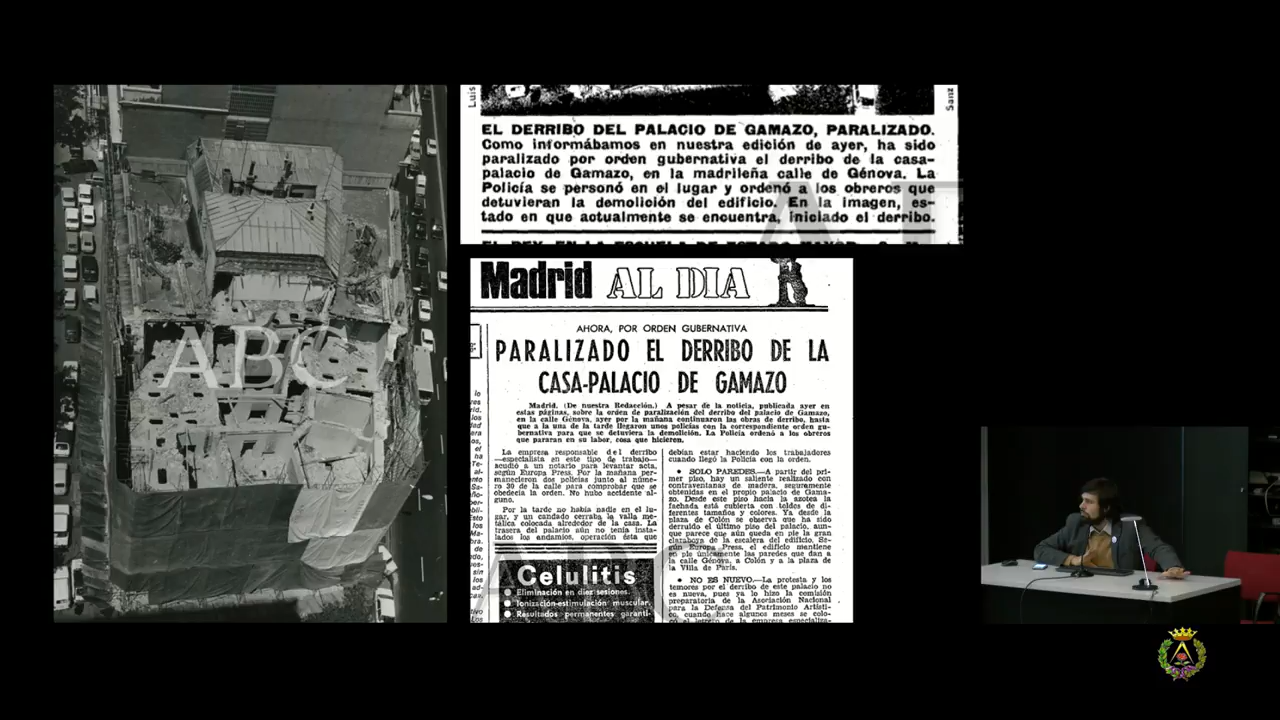 ABC
Luis
Sanz
EL DERRIBO DEL PALACIO DE GAMAZO, PARALIZADO.
Como informábamos en nuestra edición de ayer, ha sido
paralizado por orden gubernativa el derribo de la casa-
palacio de Gamazo, en la madrileña calle de Génova. La
Policía se personó en el lugar y ordenó a los obreros que
detuvieran la demolición del edificio. En la imagen, es-
tado en que actualmente se encuentra, iniciado el derribo.
Madrid AL DIA
AHORA, POR ORDEN GUBERNATIVA
PARALIZADO EL DERRIBO DE LA
CASA-PALACIO DE GAMAZO
Madrid. (De nuestra Redacción.) A pesar de la noticia, publicada ayer en
estas páginas, sobre la orden de paralización del derribo del palacio de Gamazo,
en la calle Génova, ayer por la mañana continuaron las obras de derribo, hasta
que a la una de la tarde llegaron unos policías con la correspondiente orden gu-
bernativa para que se detuviera la demolición. La Policía ordenó a los obreros
que pararan en su labor, cosa que hicieron.
La empresa responsable del derribo
—especialista en este tipo de trabajo—
acudió a un notario para levantar acta,
según Europa Press. Por la mañana per-
manecieron dos policías junto al núme-
ro 30 de la calle para comprobar que se
obedecía la orden. No hubo accidente al-
guno.
Por la tarde no había nadie en el lu-
gar, y un candado cerraba la valla me-
tálica colocada alrededor de la casa. La
trasera del palacio aún no tenía insta-
lados los andamios, operación ésta que
debían estar haciendo los trabajadores
cuando llegó la Policía con la orden.
● SOLO PAREDES.—A partir del pri-
mer piso, hay un saliente realizado con
contraventanas de madera, seguramente
obtenidas en el propio palacio de Gama-
zo. Desde este piso hacia la azotea la
fachada está cubierta con toldos de di-
ferentes tamaños y colores. Ya desde la
plaza de Colón se observa que ha sido
derruido el último piso del palacio, aun-
que parece que aún queda en pie la gran
claraboya de la escalera del edificio. Se-
gún Europa Press, el edificio mantiene
en pie únicamente las paredes que dan a
la calle Génova, a Colón y a la plaza de
la Villa de París.
● NO ES NUEVO.—La protesta y los
temores por el derribo de este palacio no
es nueva, pues ya lo hizo la comisión
preparatoria de la Asociación Nacional
para la Defensa del Patrimonio Artísti-
co, cuando hace algunos meses se colo-
có el letrero de la empresa especializa-
Celulitis
● Eliminación en diez sesiones.
● Ionización-estimulación muscular.
● Resultados permanentes garanti-